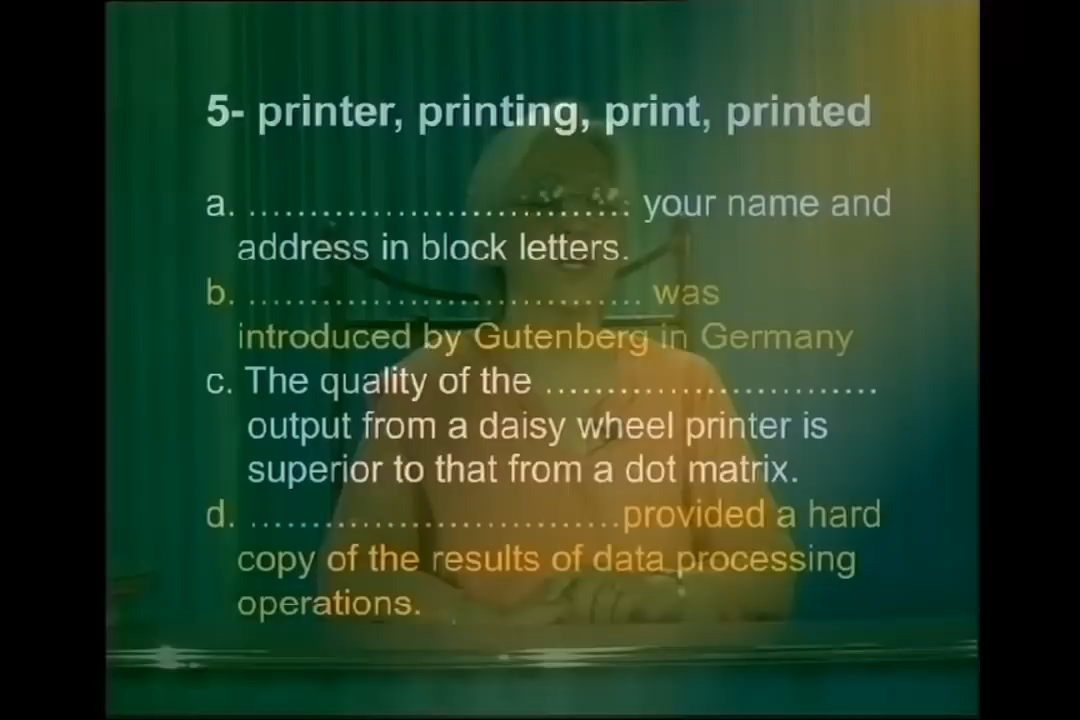 5- printer, printing, print, printed
a. ................................ your name and
address in block letters.
b. ................................. was
introduced by Gutenberg in Germany
c. The quality of the ............................
output from a daisy wheel printer is
superior to that from a dot matrix.
d. ...............................provided a hard
copy of the results of data processing
operations.